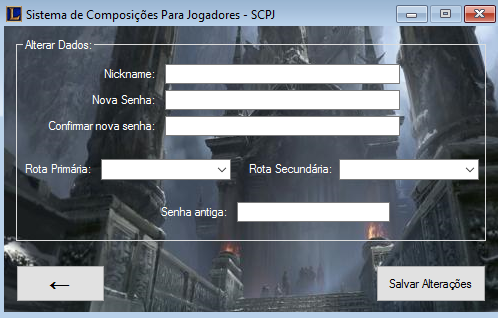 L Sistema de Composições Para Jogadores - SCPJ
Alterar Dados:
Nickname:
Nova Senha:
Confirmar nova senha:
Rota Primária: Rota Secundária:
Senha antiga:
← Salvar Alterações